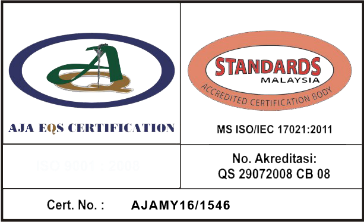 STANDARDS
MALAYSIA
ACCREDITED CERTIFICATION BODY
AJA EQS CERTIFICATION
MS ISO/IEC 17021:2011
No. Akreditasi:
QS 29072008 CB 08
Cert. No. : AJAMY16/1546